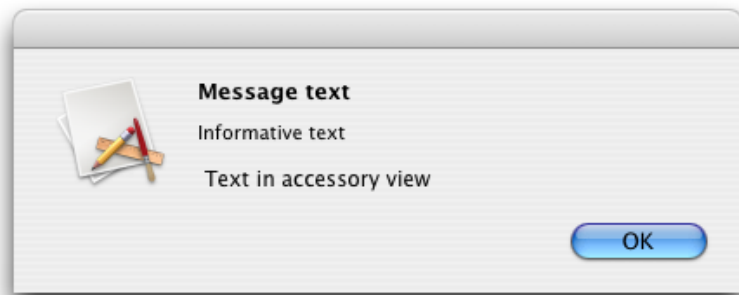 Message text
Informative text
Text in accessory view
OK